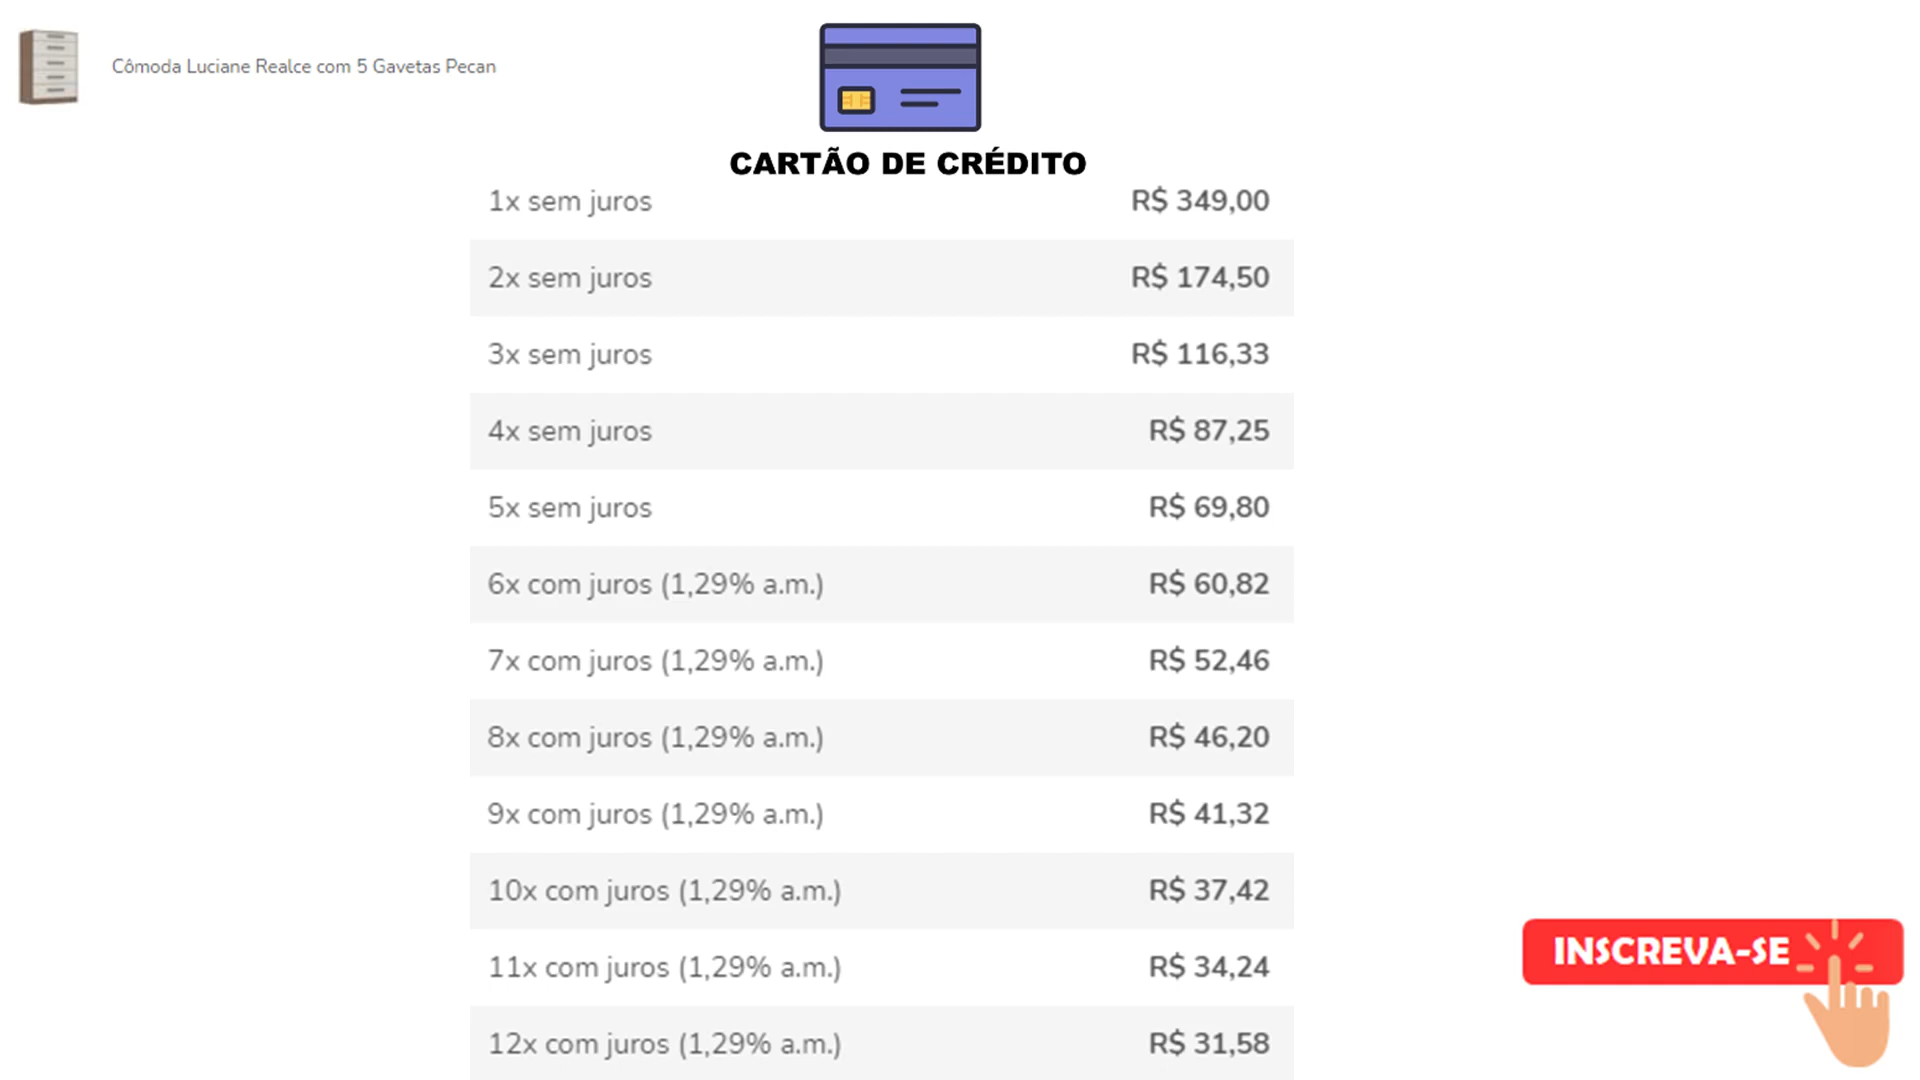 Cômoda Luciane Realce com 5 Gavetas Pecan
CARTÃO DE CRÉDITO
1x sem juros R$ 349,00
2x sem juros R$ 174,50
3x sem juros R$ 116,33
4x sem juros R$ 87,25
5x sem juros R$ 69,80
6x com juros (1,29% a.m.) R$ 60,82
7x com juros (1,29% a.m.) R$ 52,46
8x com juros (1,29% a.m.) R$ 46,20
9x com juros (1,29% a.m.) R$ 41,32
10x com juros (1,29% a.m.) R$ 37,42
11x com juros (1,29% a.m.) R$ 34,24
12x com juros (1,29% a.m.) R$ 31,58
INSCREVA-SE